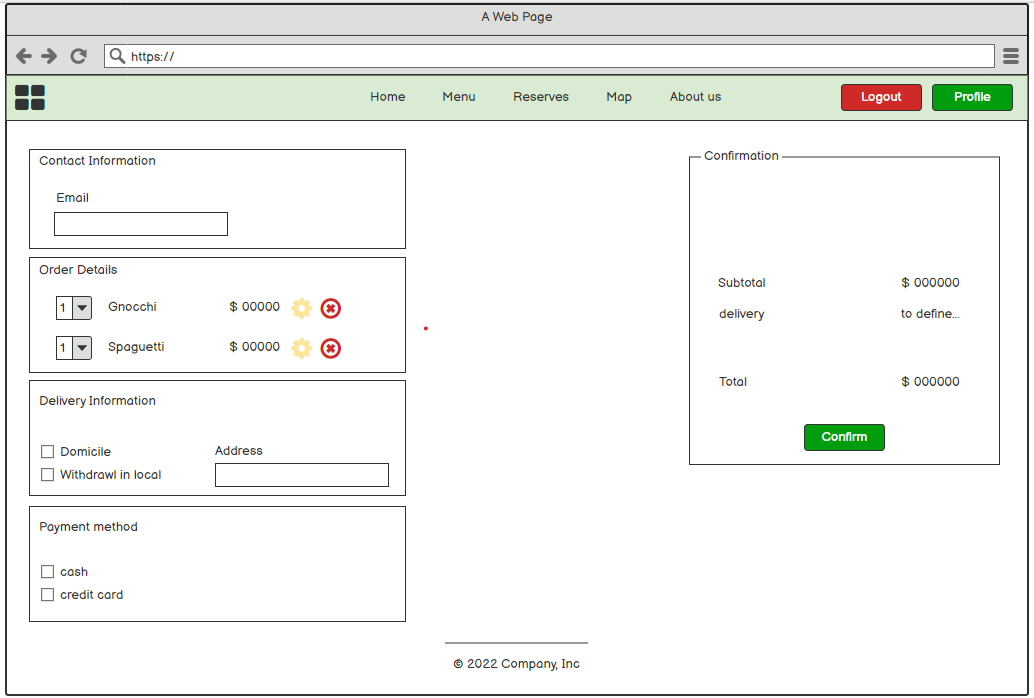 A Web Page
https://
Home Menu Reserves Map About us Logout Profile
Contact Information
Email
Order Details
1 Gnocchi $ 00000
1 Spaguetti $ 00000
Delivery Information
Domicile
Withdrawl in local
Address
Payment method
cash
credit card
Confirmation
Subtotal $ 000000
delivery to define...
Total $ 000000
Confirm
© 2022 Company, Inc